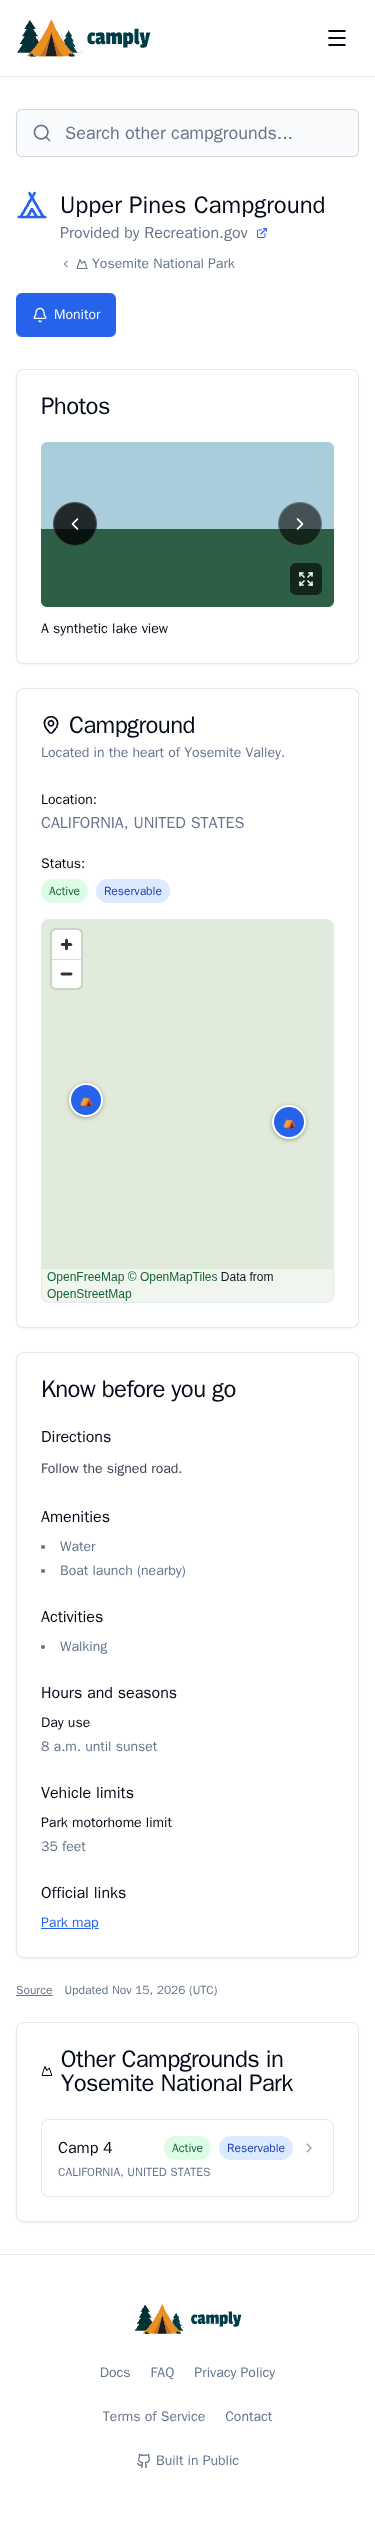 camply
Search other campgrounds...
Upper Pines Campground
Provided by Recreation.gov
Yosemite National Park
Monitor
Photos
A synthetic lake view
Campground
Located in the heart of Yosemite Valley.
Location:
CALIFORNIA, UNITED STATES
Status:
Active Reservable
OpenFreeMap © OpenMapTiles Data from
OpenStreetMap
Know before you go
Directions
Follow the signed road.
Amenities
• Water
• Boat launch (nearby)
Activities
• Walking
Hours and seasons
Day use
8 a.m. until sunset
Vehicle limits
Park motorhome limit
35 feet
Official links
Park map
Source Updated Nov 15, 2026 (UTC)
Other Campgrounds in
Yosemite National Park
Camp 4 Active Reservable
CALIFORNIA, UNITED STATES
camply
Docs FAQ Privacy Policy
Terms of Service Contact
Built in Public